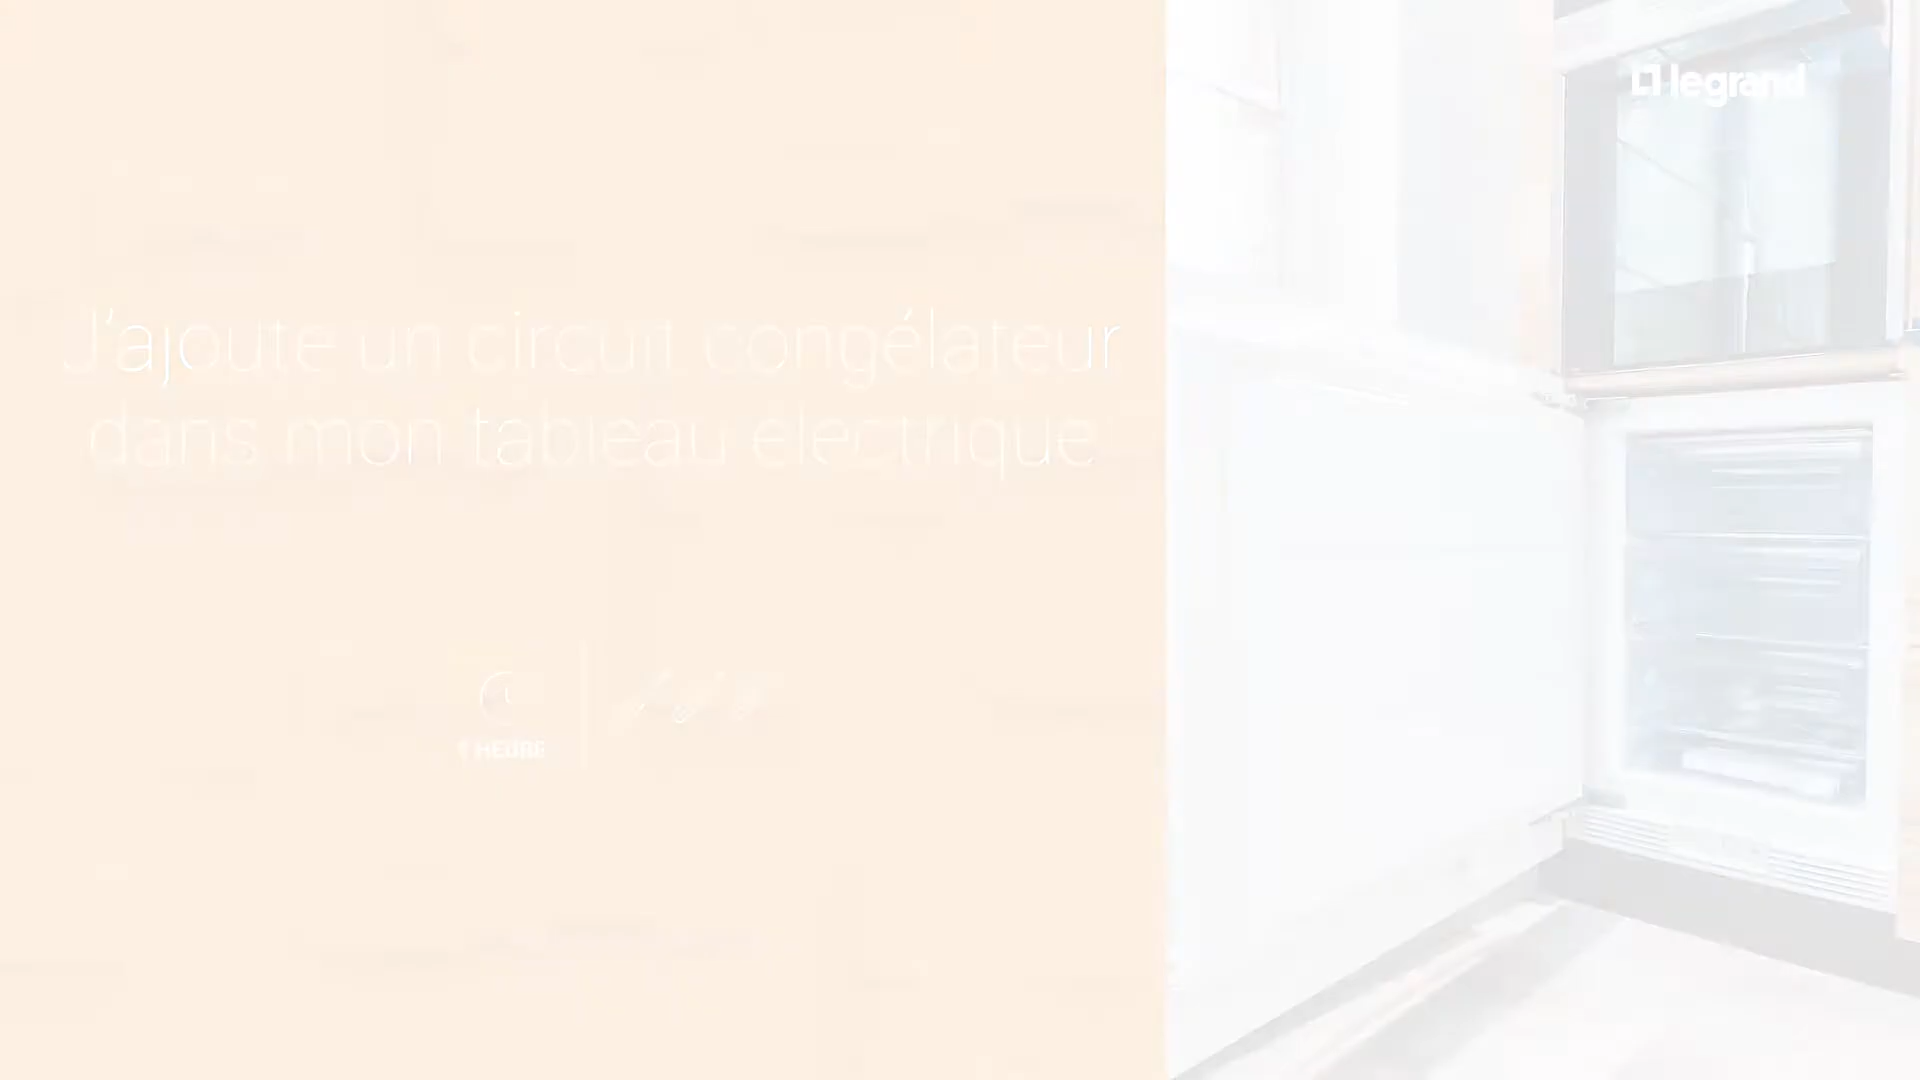 legrand
J'ajoute un circuit congélateur
dans mon tableau électrique
1 HEURE